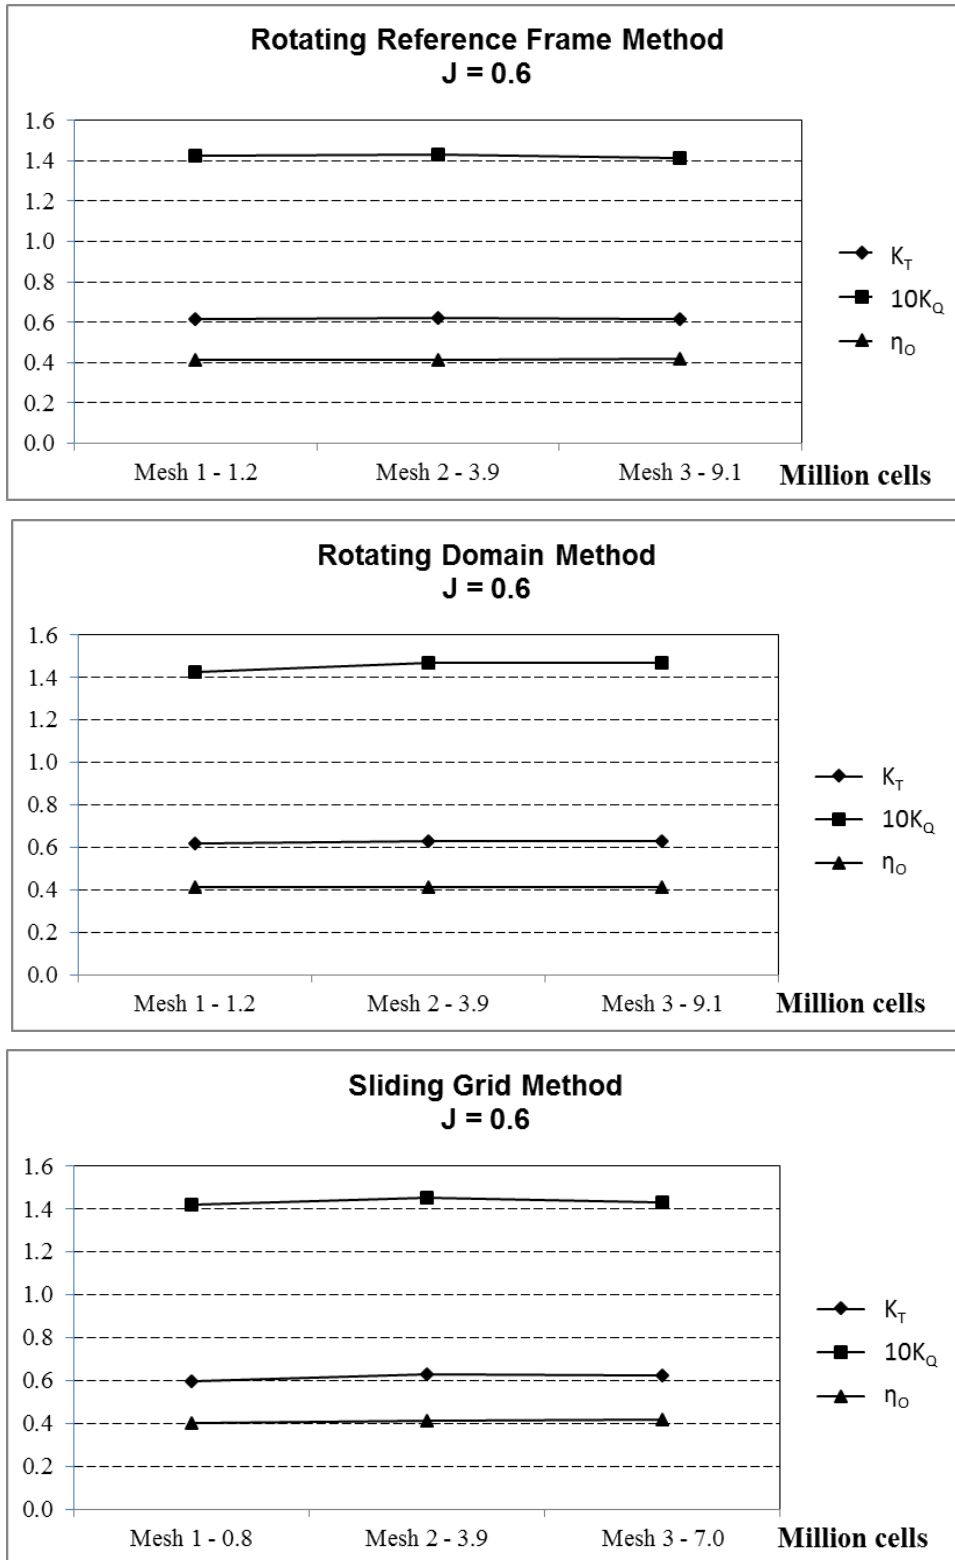 Rotating Reference Frame Method
J = 0.6
1.6
1.4
1.2
1.0
0.8
0.6
0.4
0.2
0.0
K_T
10K_Q
η_O
Mesh 1 - 1.2 Mesh 2 - 3.9 Mesh 3 - 9.1 Million cells
Rotating Domain Method
J = 0.6
1.6
1.4
1.2
1.0
0.8
0.6
0.4
0.2
0.0
K_T
10K_Q
η_O
Mesh 1 - 1.2 Mesh 2 - 3.9 Mesh 3 - 9.1 Million cells
Sliding Grid Method
J = 0.6
1.6
1.4
1.2
1.0
0.8
0.6
0.4
0.2
0.0
K_T
10K_Q
η_O
Mesh 1 - 0.8 Mesh 2 - 3.9 Mesh 3 - 7.0 Million cells